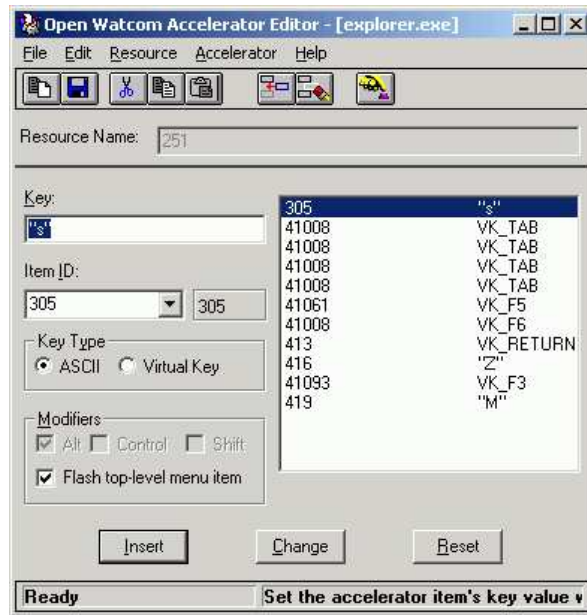 Open Watcom Accelerator Editor - [explorer.exe]
File Edit Resource Accelerator Help
Resource Name: 251
Key:
"s"
Item ID:
305 305
Key Type
ASCII Virtual Key
Modifiers
Alt Control Shift
Flash top-level menu item
305 "s"
41008 VK_TAB
41008 VK_TAB
41008 VK_TAB
41008 VK_TAB
41061 VK_F5
41008 VK_F6
413 VK_RETURN
416 "Z"
41093 VK_F3
419 "M"
Insert Change Reset
Ready Set the accelerator item's key value